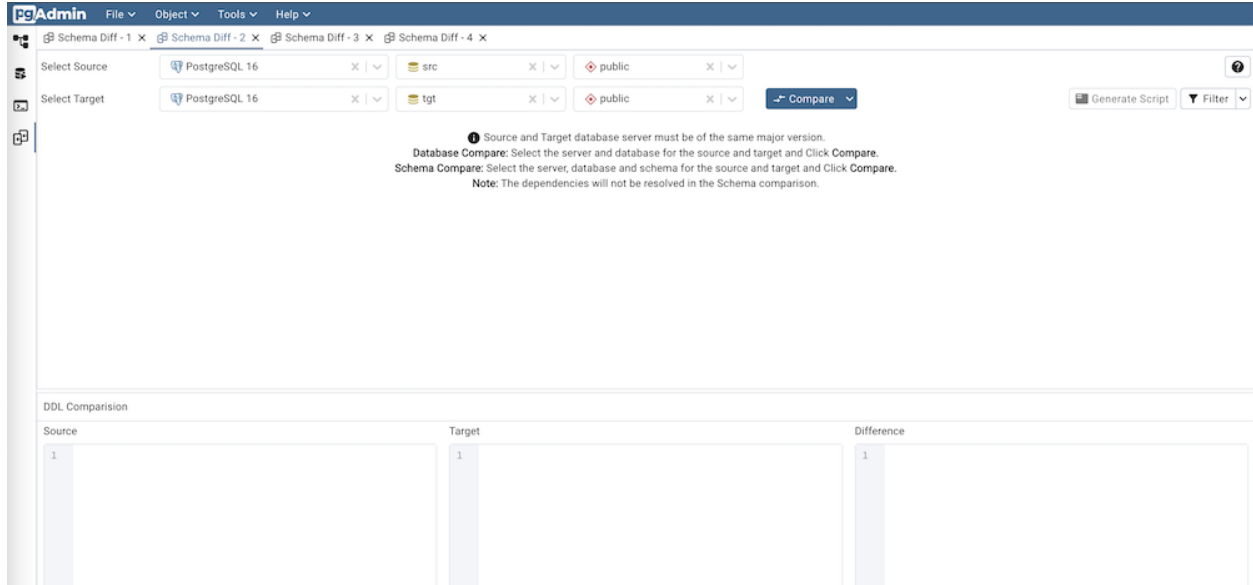 pgAdmin File Object Tools Help
Schema Diff - 1 Schema Diff - 2 Schema Diff - 3 Schema Diff - 4
Select Source PostgreSQL 16 src public
Select Target PostgreSQL 16 tgt public Compare Generate Script Filter
Source and Target database server must be of the same major version.
Database Compare: Select the server and database for the source and target and Click Compare.
Schema Compare: Select the server, database and schema for the source and target and Click Compare.
Note: The dependencies will not be resolved in the Schema comparison.
DDL Comparision
Source Target Difference
1 1 1